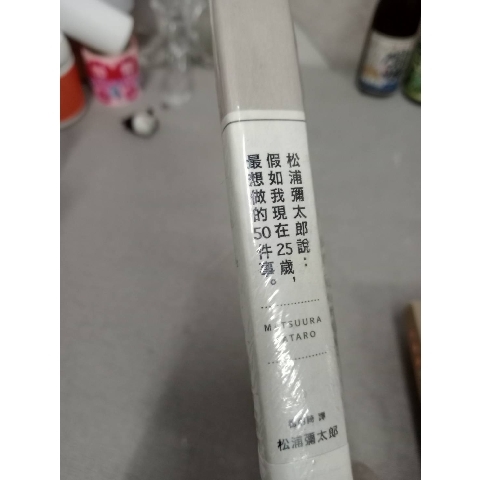 松浦彌太郎說：
假如我現在25歲，
最想做的50件事。
MATSUURA
YATARO
譯
松浦彌太郎